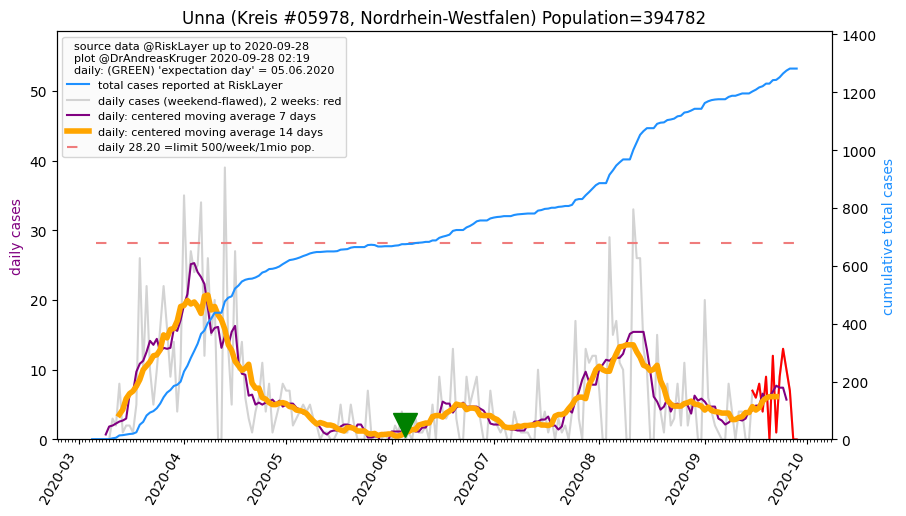 Unna (Kreis #05978, Nordrhein-Westfalen) Population=394782
source data @RiskLayer up to 2020-09-28
plot @DrAndreasKruger 2020-09-28 02:19
daily: (GREEN) 'expectation day' = 05.06.2020
total cases reported at RiskLayer
daily cases (weekend-flawed), 2 weeks: red
daily: centered moving average 7 days
daily: centered moving average 14 days
daily 28.20 =limit 500/week/1mio pop.
daily cases
0
10
20
30
40
50
cumulative total cases
0
200
400
600
800
1000
1200
1400
2020-03
2020-04
2020-05
2020-06
2020-07
2020-08
2020-09
2020-10